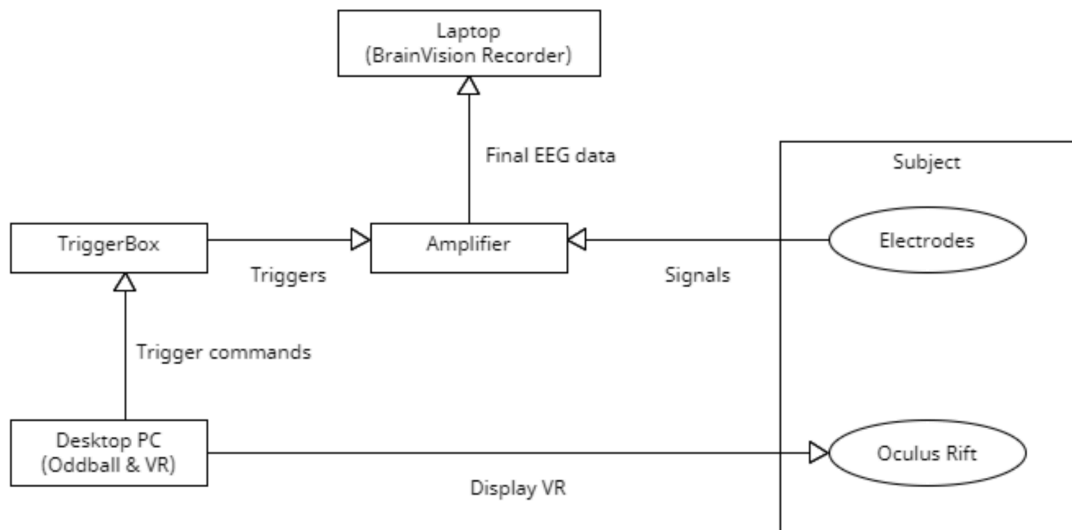 Laptop
(BrainVision Recorder)
Final EEG data
Subject
TriggerBox
Amplifier
Electrodes
Triggers
Signals
Trigger commands
Desktop PC
(Oddball & VR)
Oculus Rift
Display VR